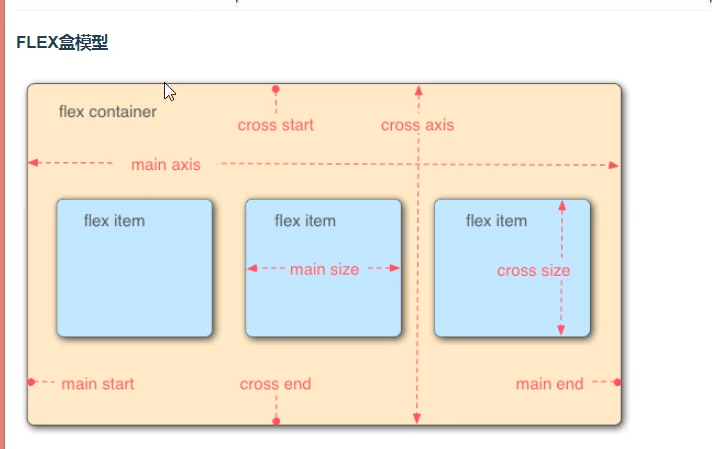 FLEX盒模型
flex container
cross start
cross axis
main axis
flex item
flex item
flex item
main size
cross size
main start
cross end
main end